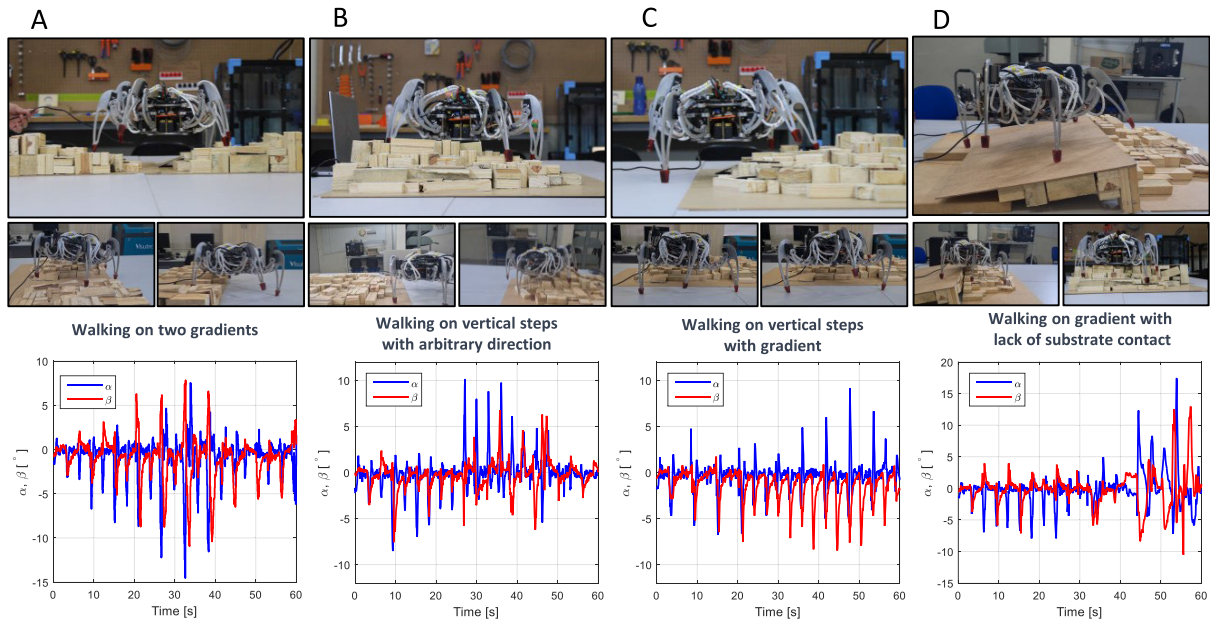 A
B
C
D
Walking on two gradients
Walking on vertical steps
with arbitrary direction
Walking on vertical steps
with gradient
Walking on gradient with
lack of substrate contact
10
5
0
-5
-10
-15
α, β [ °
α
β
0 10 20 30 40 50 60
Time [s]
10
5
0
-5
-10
α, β [ °
α
β
0 10 20 30 40 50 60
Time [s]
10
5
0
-5
-10
α, β [ °
α
β
0 10 20 30 40 50 60
Time [s]
20
15
10
5
0
-5
-10
-15
α, β [ °
α
β
0 10 20 30 40 50 60
Time [s]